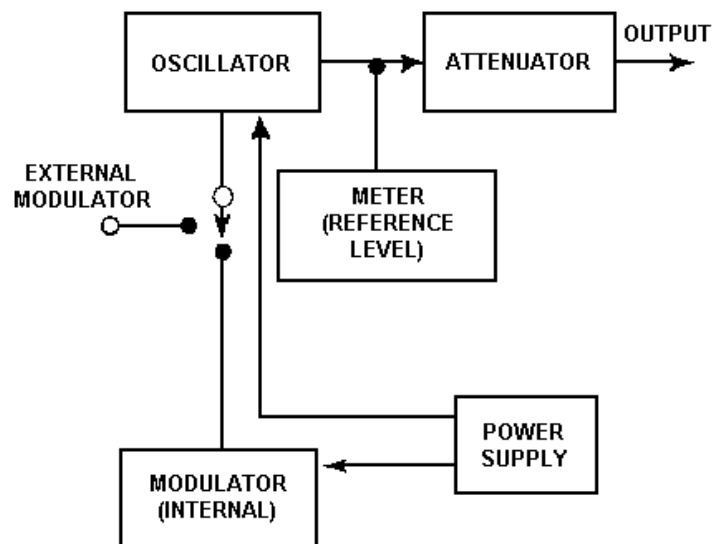 OSCILLATOR
ATTENUATOR
OUTPUT
EXTERNAL
MODULATOR
METER
(REFERENCE
LEVEL)
POWER
SUPPLY
MODULATOR
(INTERNAL)